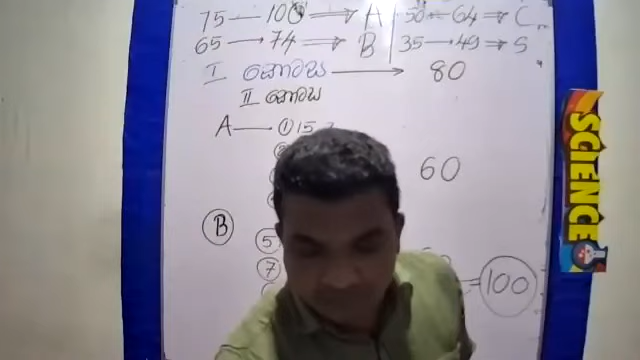 75 — 100 ⟹ A 50 — 64 ⟹ C
65 ⟶ 74 ⟹ B 35 ⟶ 49 ⟹ S
I කොටස ⟶ 80
II කොටස
A — ① 15
60
B
5
7
= 100
SCIENCE